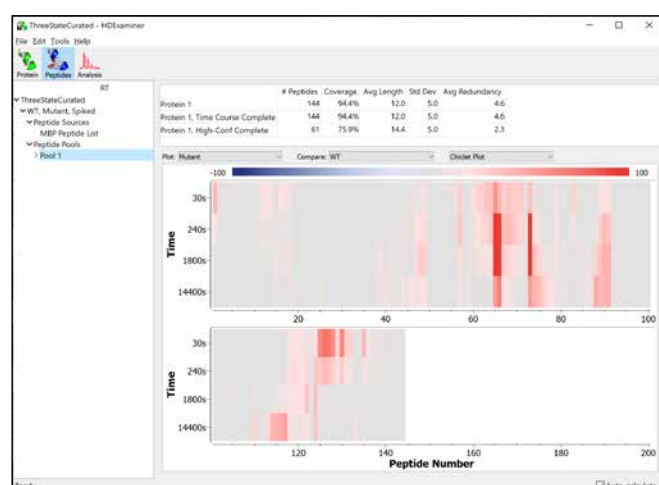 ThreeStateCurated - HDExaminer
File Edit Tools Help
Protein Peptides Analysis
RT
ThreeStateCurated
WT, Mutant, Spiked
Peptide Sources
MBP Peptide List
Peptide Pools
Pool 1
# Peptides Coverage Avg Length Std Dev Avg Redundancy
Protein 1 144 94.4% 12.0 5.0 4.6
Protein 1, Time Course Complete 144 94.4% 12.0 5.0 4.6
Protein 1, High-Conf Complete 61 75.9% 14.4 5.0 2.3
Plot: Mutant Compare: WT Chiclet Plot
-100 100
Time
30s
240s
1800s
14400s
20 40 60 80 100
Time
30s
240s
1800s
14400s
120 140 160 180 200
Peptide Number
Auto-calculate